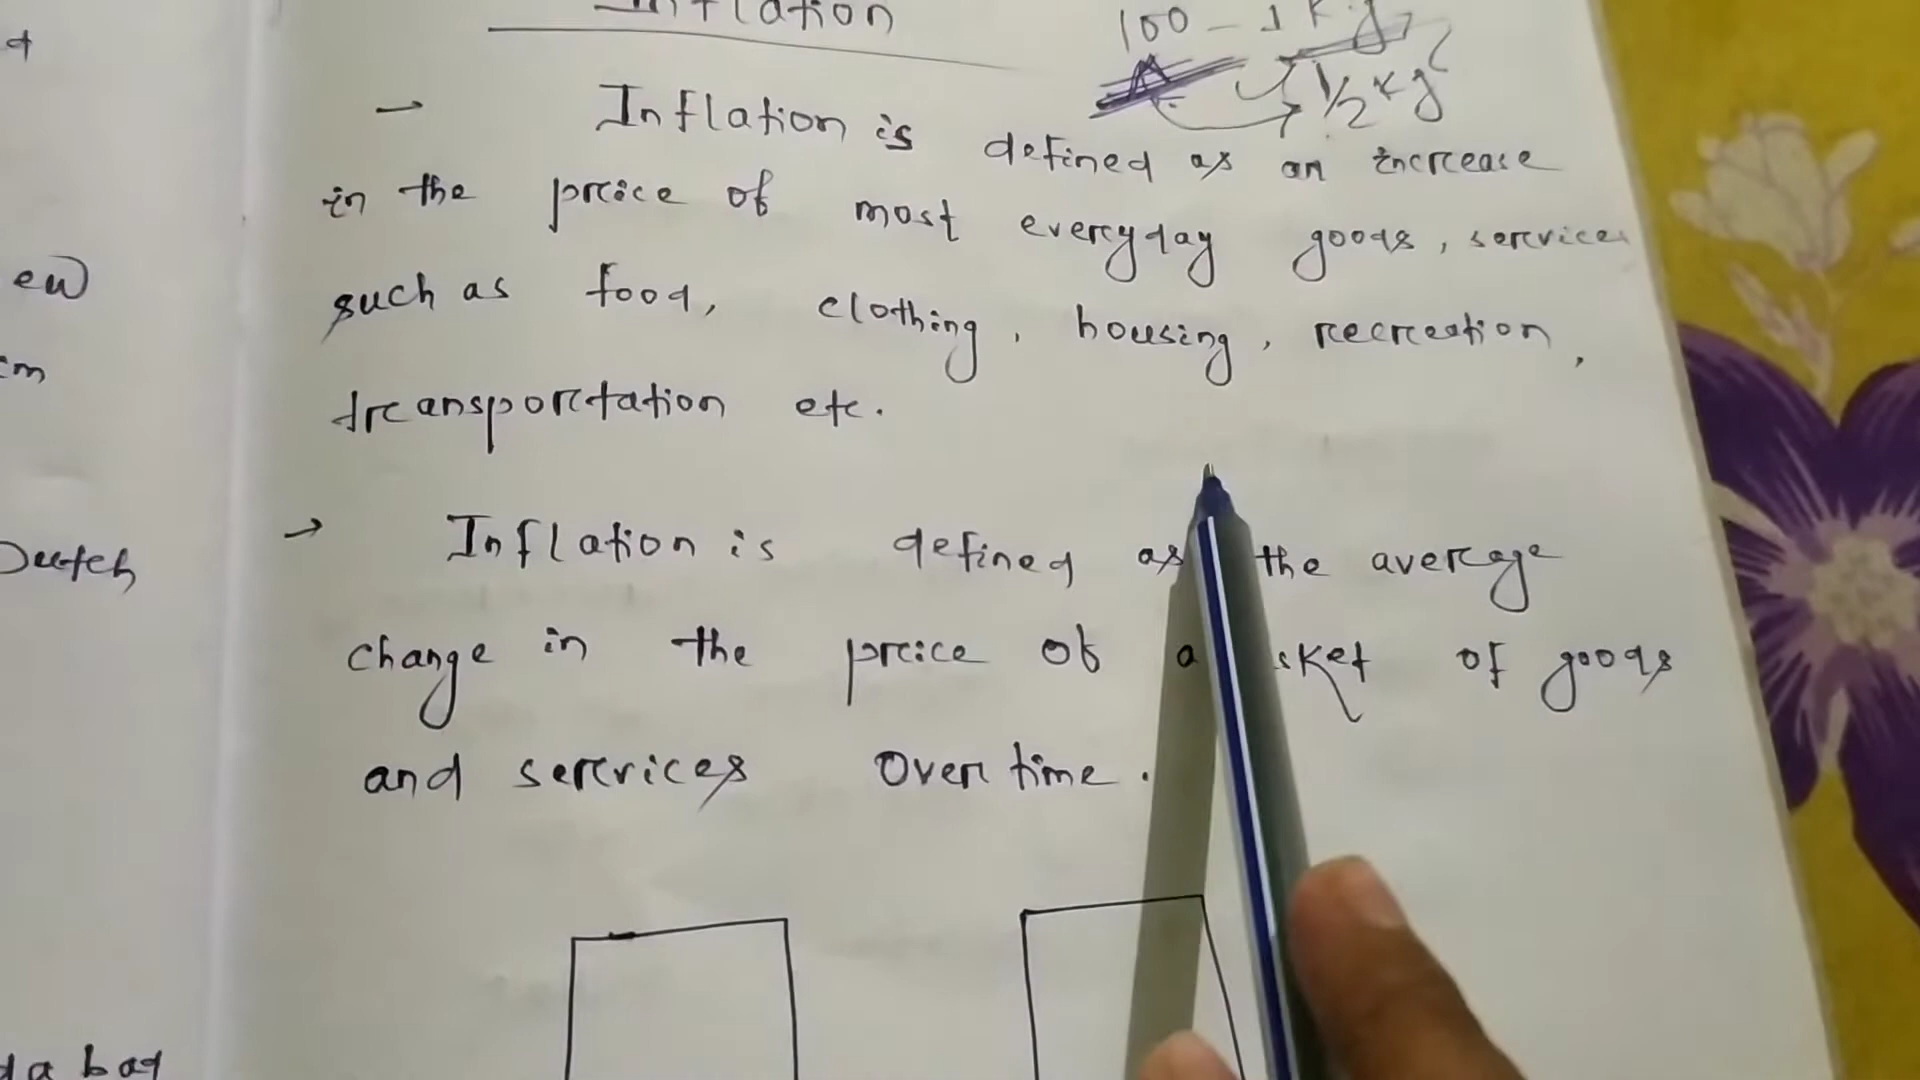 Inflation
100 - 1 kg
1/2 kg
→ Inflation is defined as an increase
in the price of most everyday goods, services
such as food, clothing, housing, recreation,
transportation etc.
→ Inflation is defined as the average
change in the price of a of goods
and services over time.
ew
Dutch